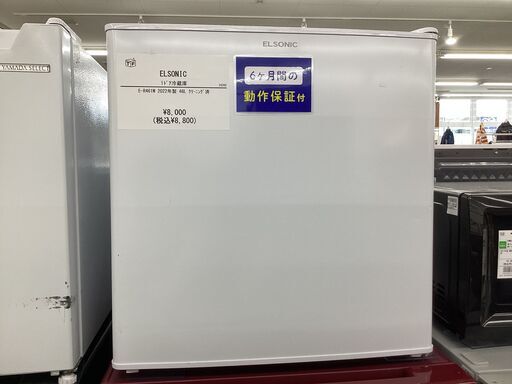 YAMADA SELECT
ELSONIC
1ﾄﾞｱ冷蔵庫
E-R461W 2022年製 46L ｸﾘｰﾆﾝｸﾞ済
¥8,000
(税込¥8,800)
6ヶ月間の
動作保証付
ELSONIC